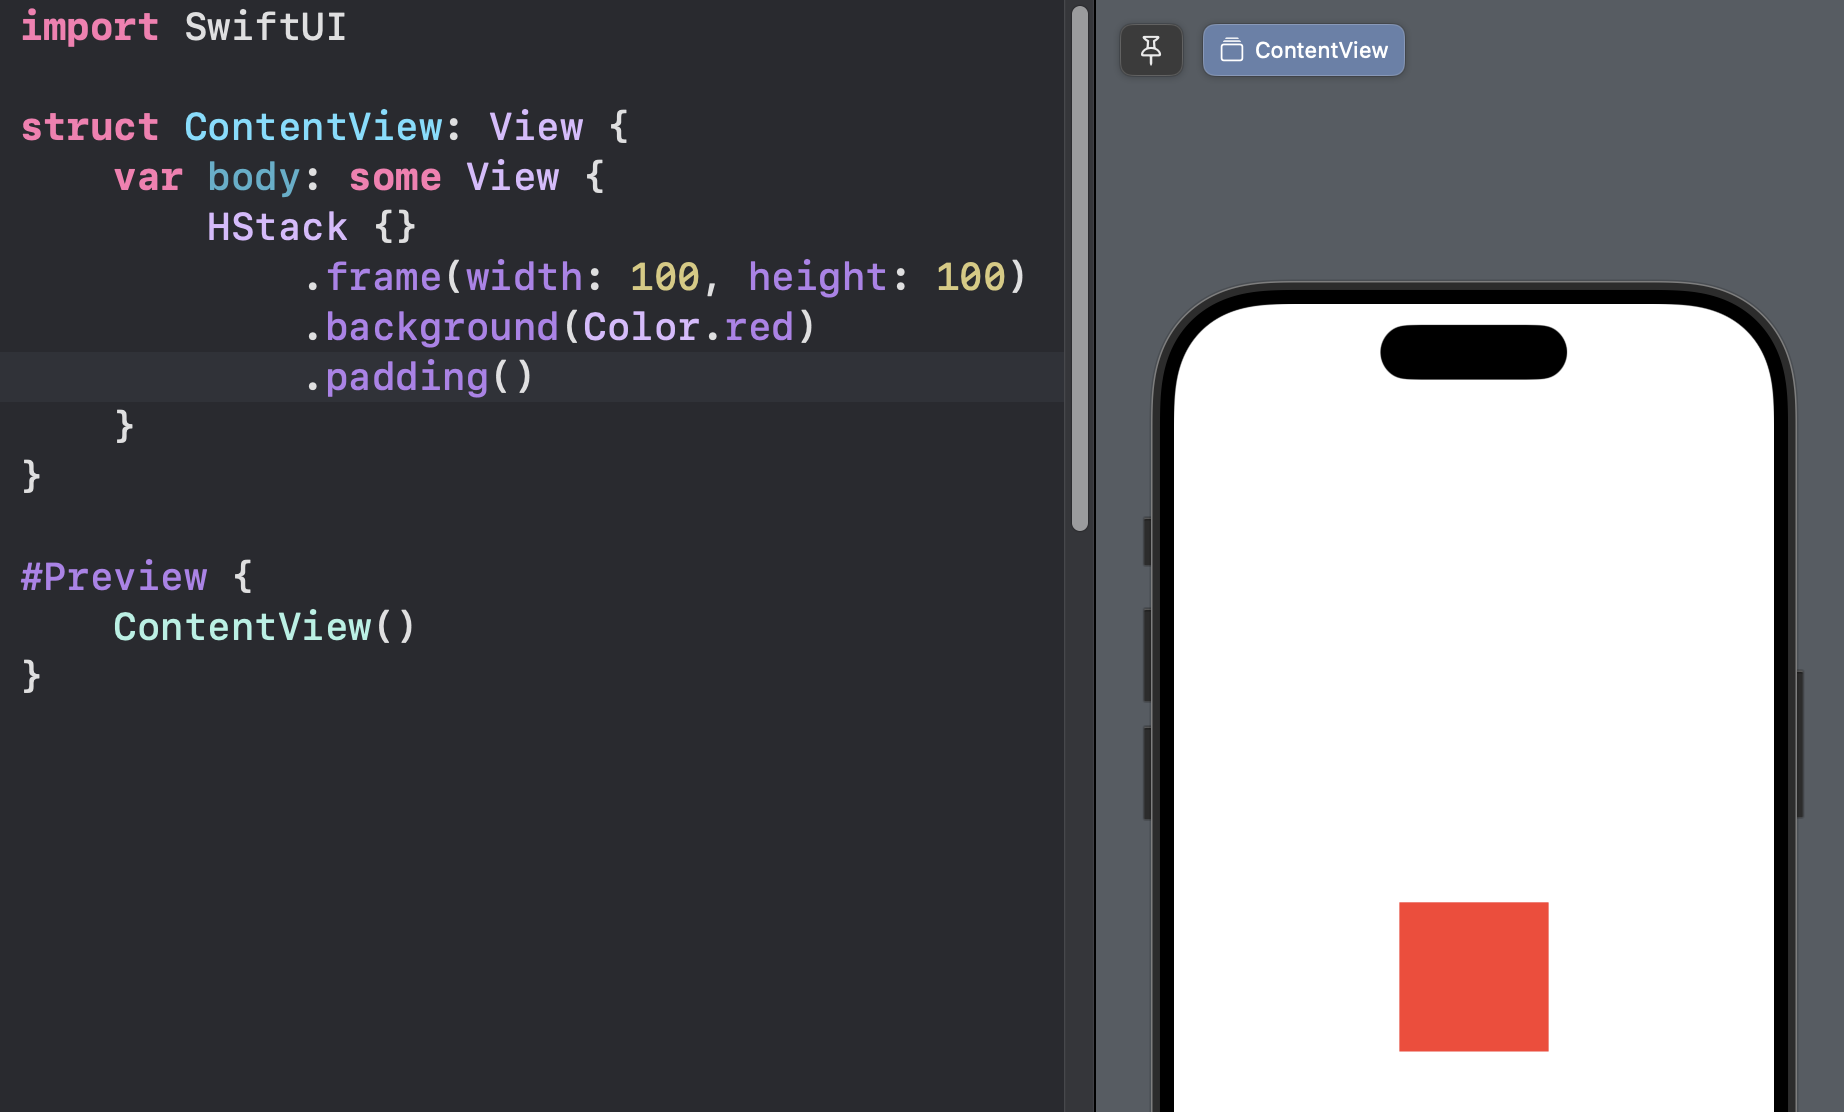 import SwiftUI
struct ContentView: View {
    var body: some View {
        HStack {}
            .frame(width: 100, height: 100)
            .background(Color.red)
            .padding()
    }
}
#Preview {
    ContentView()
}
ContentView